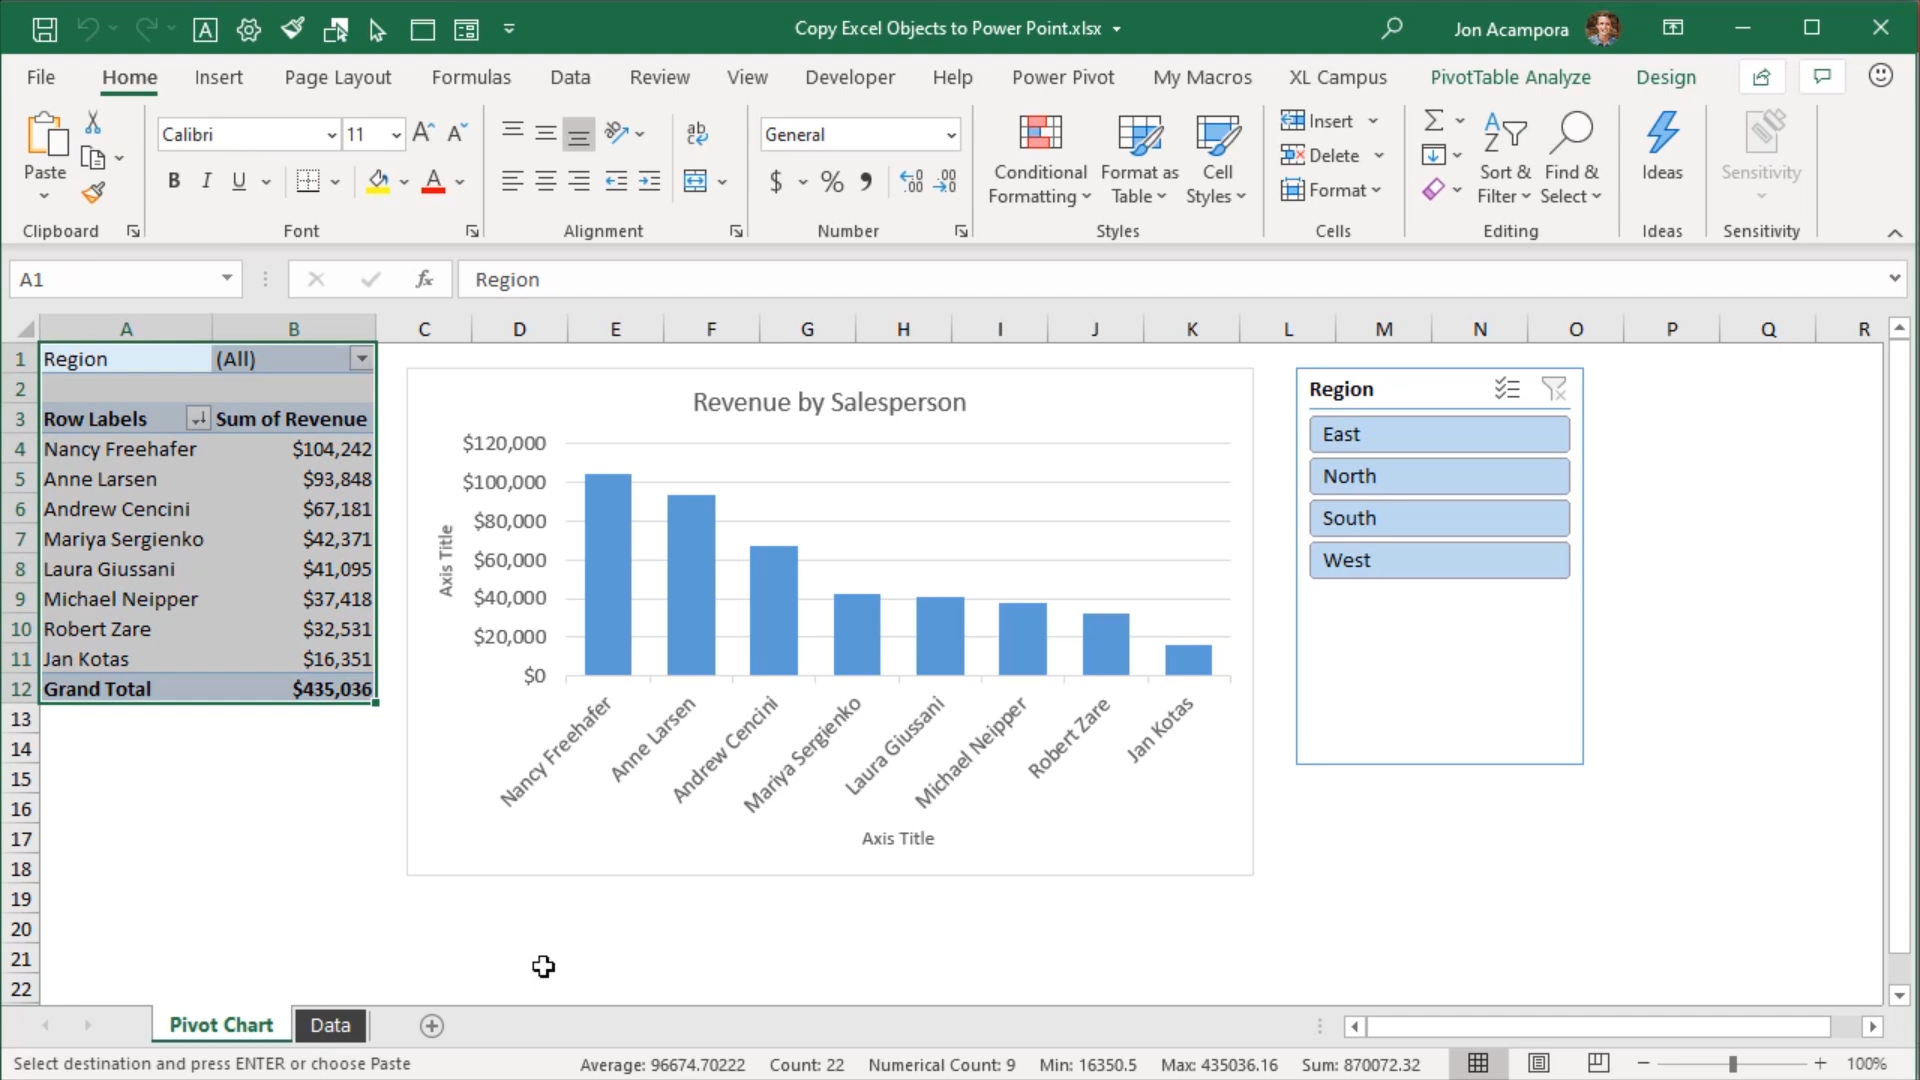 Copy Excel Objects to Power Point.xlsx
Jon Acampora
File Home Insert Page Layout Formulas Data Review View Developer Help Power Pivot My Macros XL Campus PivotTable Analyze Design
Paste
Clipboard
Calibri 11
B I U A
Font
ab
Alignment
General
$ % 9
Number
Conditional Formatting
Format as Table
Cell Styles
Styles
Insert
Delete
Format
Cells
Sort & Filter
Find & Select
Editing
Ideas
Ideas
Sensitivity
Sensitivity
A1 fx Region
A B C D E F G H I J K L M N O P Q R
1 Region (All)
2
3 Row Labels Sum of Revenue
4 Nancy Freehafer $104,242
5 Anne Larsen $93,848
6 Andrew Cencini $67,181
7 Mariya Sergienko $42,371
8 Laura Giussani $41,095
9 Michael Neipper $37,418
10 Robert Zare $32,531
11 Jan Kotas $16,351
12 Grand Total $435,036
13
14
15
16
17
18
19
20
21
22
Revenue by Salesperson
$120,000
$100,000
$80,000
$60,000
$40,000
$20,000
$0
Axis Title
Nancy Freehafer
Anne Larsen
Andrew Cencini
Mariya Sergienko
Laura Giussani
Michael Neipper
Robert Zare
Jan Kotas
Axis Title
Region
East
North
South
West
Pivot Chart Data
Select destination and press ENTER or choose Paste Average: 96674.70222 Count: 22 Numerical Count: 9 Min: 16350.5 Max: 435036.16 Sum: 870072.32 100%